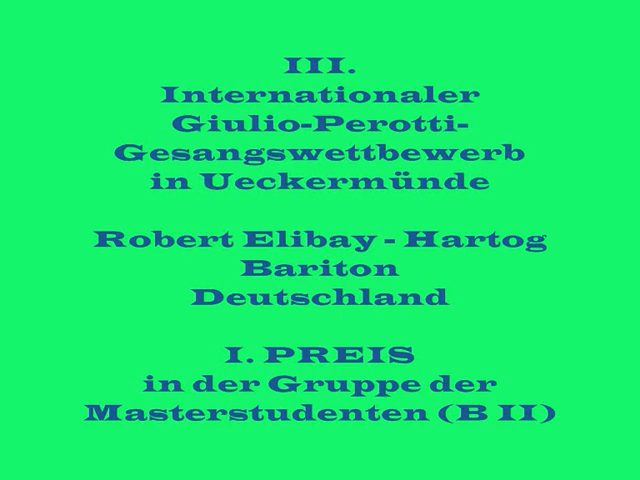 III.
Internationaler
Giulio-Perotti-
Gesangswettbewerb
in Ueckermünde
Robert Elibay - Hartog
Bariton
Deutschland
I. PREIS
in der Gruppe der
Masterstudenten (B II)